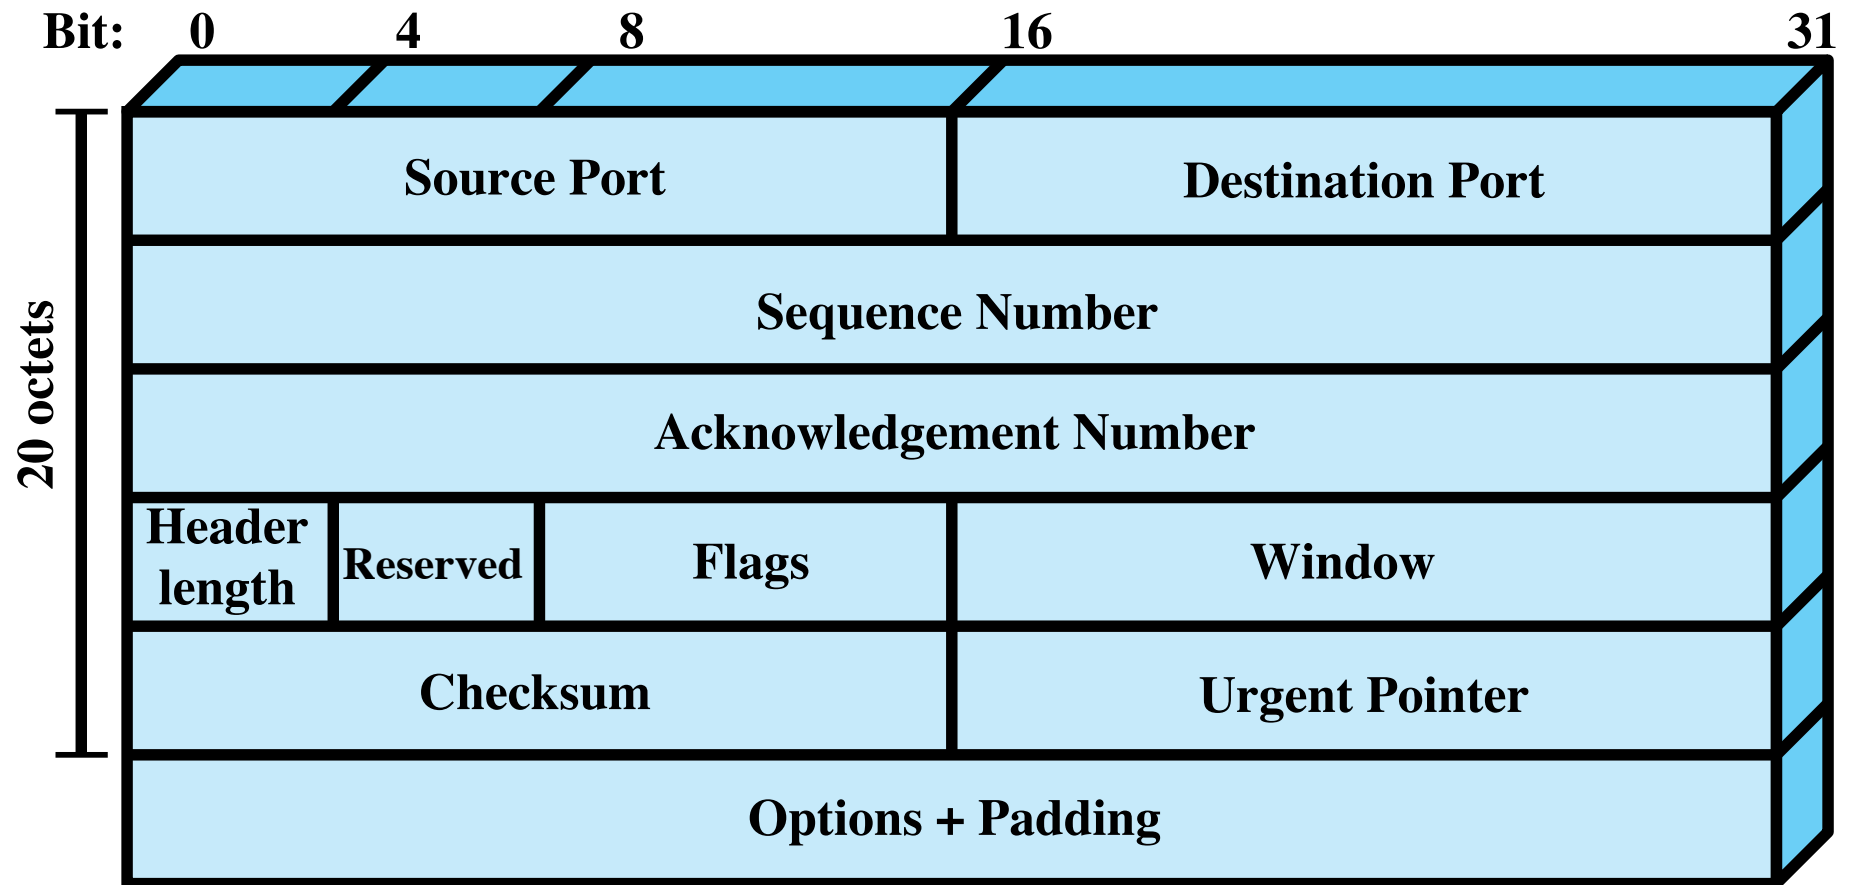 Bit: 0 4 8 16 31
20 octets
Source Port Destination Port
Sequence Number
Acknowledgement Number
Header
length
Reserved Flags Window
Checksum Urgent Pointer
Options + Padding